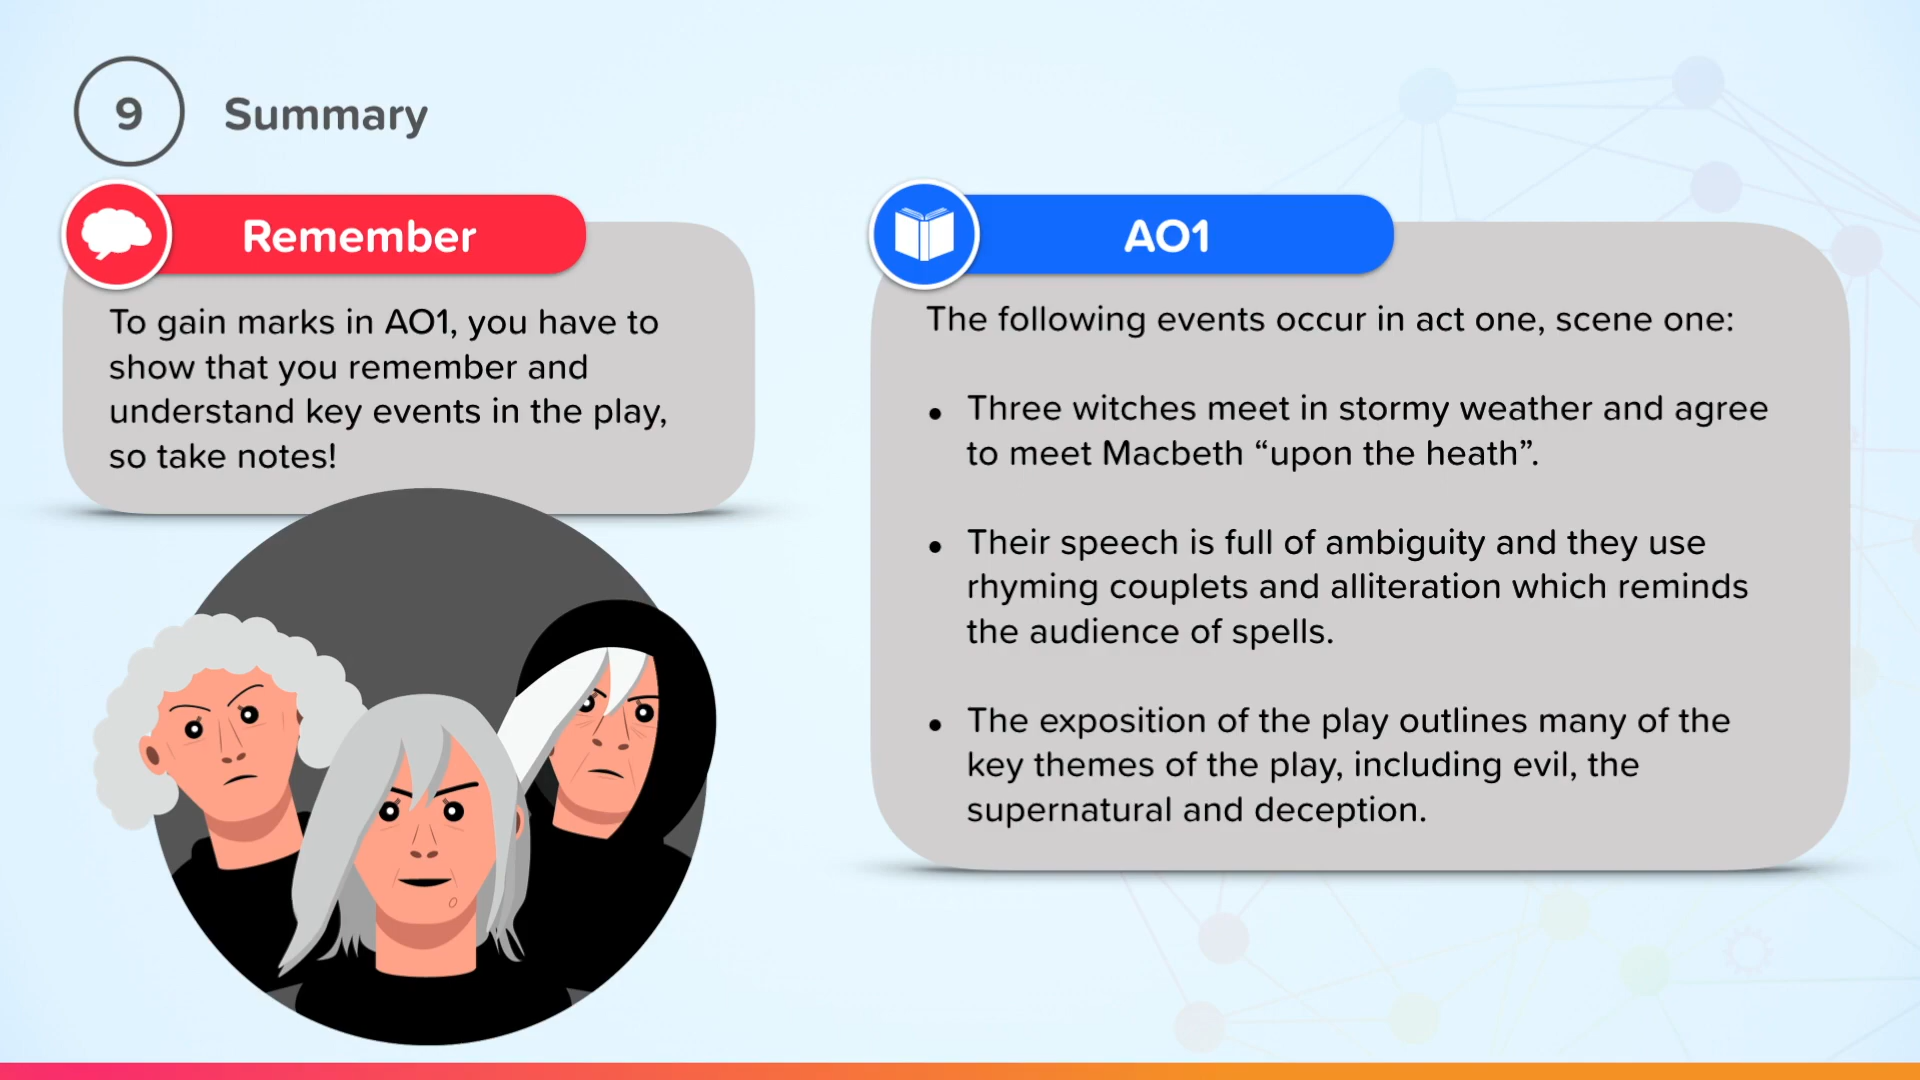 9
Summary
Remember
To gain marks in AO1, you have to
show that you remember and
understand key events in the play,
so take notes!
AO1
The following events occur in act one, scene one:
• Three witches meet in stormy weather and agree
to meet Macbeth “upon the heath”.
• Their speech is full of ambiguity and they use
rhyming couplets and alliteration which reminds
the audience of spells.
• The exposition of the play outlines many of the
key themes of the play, including evil, the
supernatural and deception.